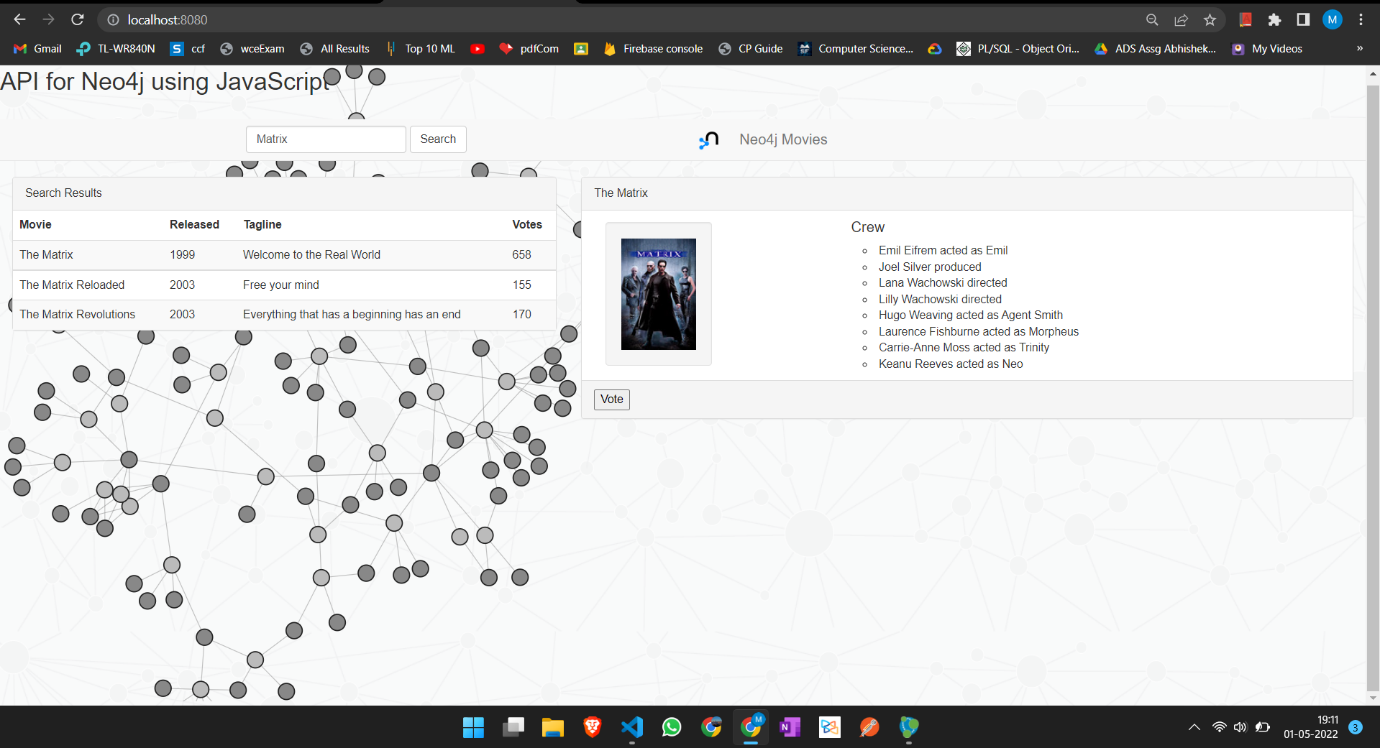 localhost:8080
M
Gmail TL-WR840N S ccf wceExam All Results Top 10 ML pdfCom Firebase console CP Guide Computer Science... PL/SQL - Object Ori... ADS Assg Abhishek... My Videos »
API for Neo4j using JavaScript
Matrix Search Neo4j Movies
Search Results
Movie Released Tagline Votes
The Matrix 1999 Welcome to the Real World 658
The Matrix Reloaded 2003 Free your mind 155
The Matrix Revolutions 2003 Everything that has a beginning has an end 170
The Matrix
MATRIX
Crew
Emil Eifrem acted as Emil
Joel Silver produced
Lana Wachowski directed
Lilly Wachowski directed
Hugo Weaving acted as Agent Smith
Laurence Fishburne acted as Morpheus
Carrie-Anne Moss acted as Trinity
Keanu Reeves acted as Neo
Vote
M
N
19:11
01-05-2022
3